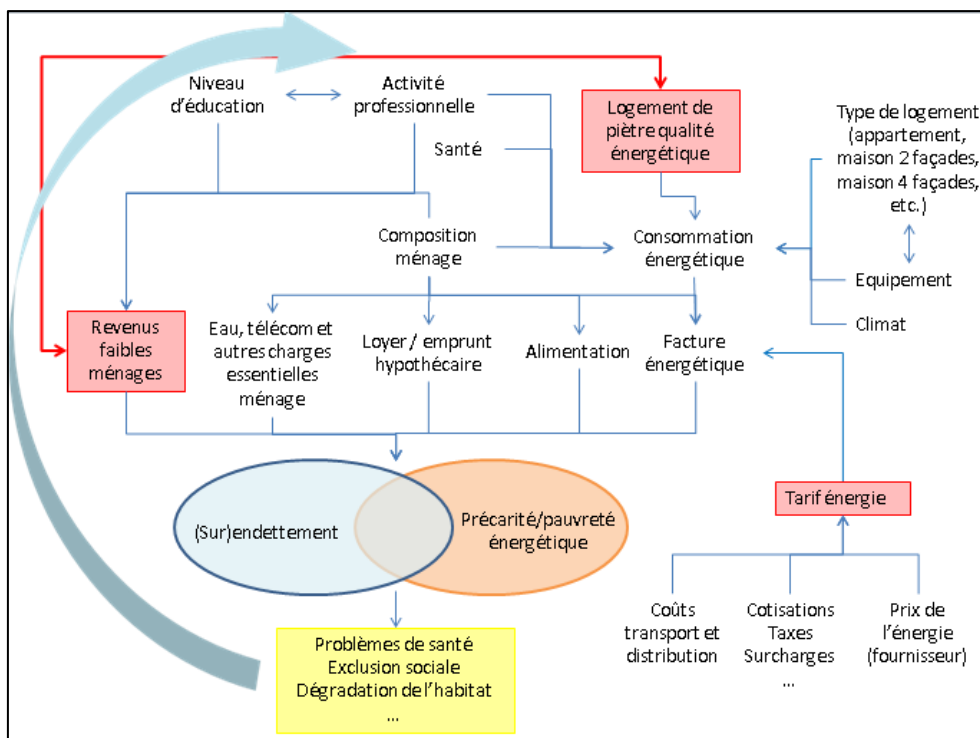 Niveau
d'éducation
Activité
professionnelle
Santé
Logement de
piètre qualité
énergétique
Type de logement
(appartement,
maison 2 façades,
maison 4 façades,
etc.)
Composition
ménage
Consommation
énergétique
Equipement
Climat
Revenus
faibles
ménages
Eau, télécom et
autres charges
essentielles
ménage
Loyer / emprunt
hypothécaire
Alimentation
Facture
énergétique
Tarif énergie
(Sur)endettement
Précarité/pauvreté
énergétique
Coûts
transport et
distribution
Cotisations
Taxes
Surcharges
...
Prix de
l'énergie
(fournisseur)
Problèmes de santé
Exclusion sociale
Dégradation de l'habitat
...